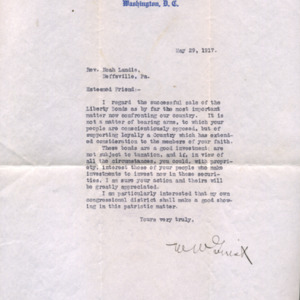 Washington, D. C.
May 29, 1917.
Rev. Noah Landis,
Neffsville, Pa.
Esteemed Friend:-
I regard the successful sale of the
Liberty bonds as by far the most important
matter now confronting our country. It
is not a matter of bearing arms, to which your
people are conscientiously opposed, but of
supporting loyally a Country which has extend-
ed consideration to the members of your faith.
These bonds are a good investment, are
not subject to taxation, and if, in view of
all the circumstances, you could, with propri-
ety, interest those of your people who make
investments to invest now in these securi-
ties, I am sure your action and theirs will
be greatly appreciated.
I am particularly interested that my own
congressional district shall make a good show-
ing in this patriotic matter.
Yours very truly,
W W Griest